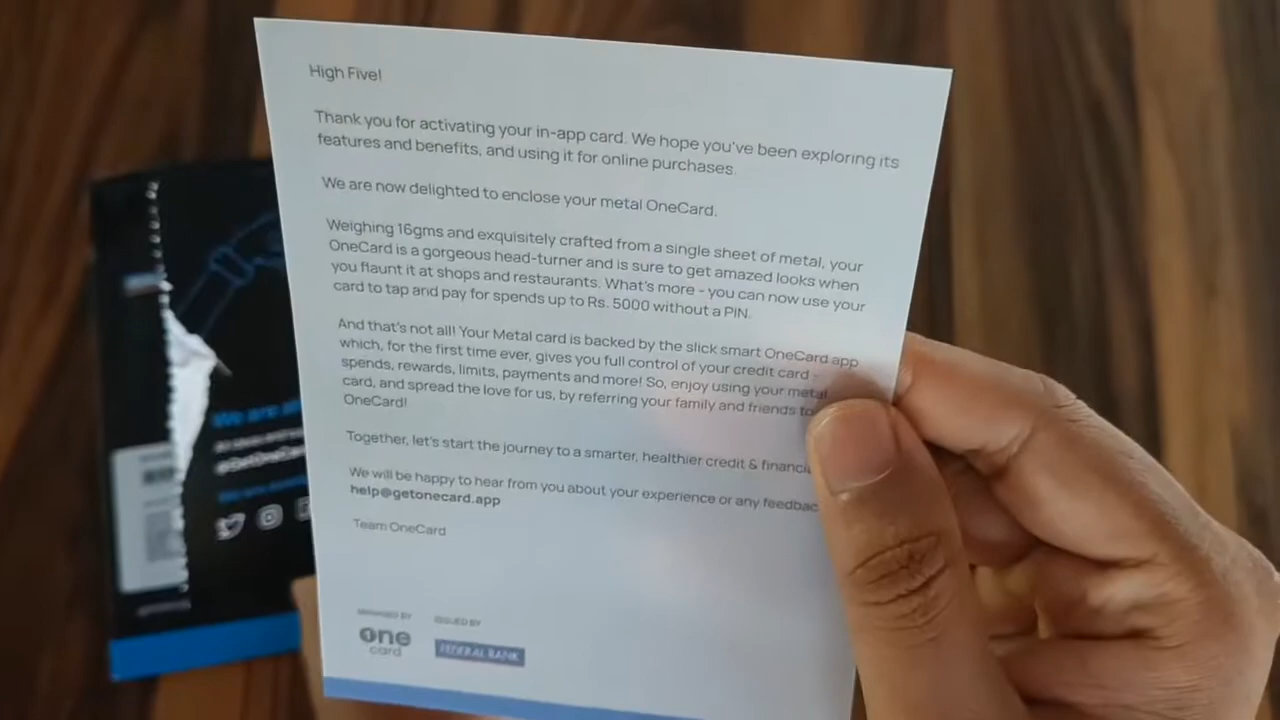 High Five!
Thank you for activating your in-app card. We hope you've been exploring its
features and benefits, and using it for online purchases.
We are now delighted to enclose your metal OneCard.
Weighing 16gms and exquisitely crafted from a single sheet of metal, your
OneCard is a gorgeous head-turner and is sure to get amazed looks when
you flaunt it at shops and restaurants. What's more - you can now use your
card to tap and pay for spends up to Rs. 5000 without a PIN.
And that's not all! Your Metal card is backed by the slick smart OneCard app
which, for the first time ever, gives you full control of your credit card -
spends, rewards, limits, payments and more! So, enjoy using your metal
card, and spread the love for us, by referring your family and friends to
OneCard!
Together, let's start the journey to a smarter, healthier credit &
We will be happy to hear from you about your experience or any
help@getonecard.app
Team OneCard
MANAGED BY
one
card
ISSUED BY
FEDERAL BANK
We are